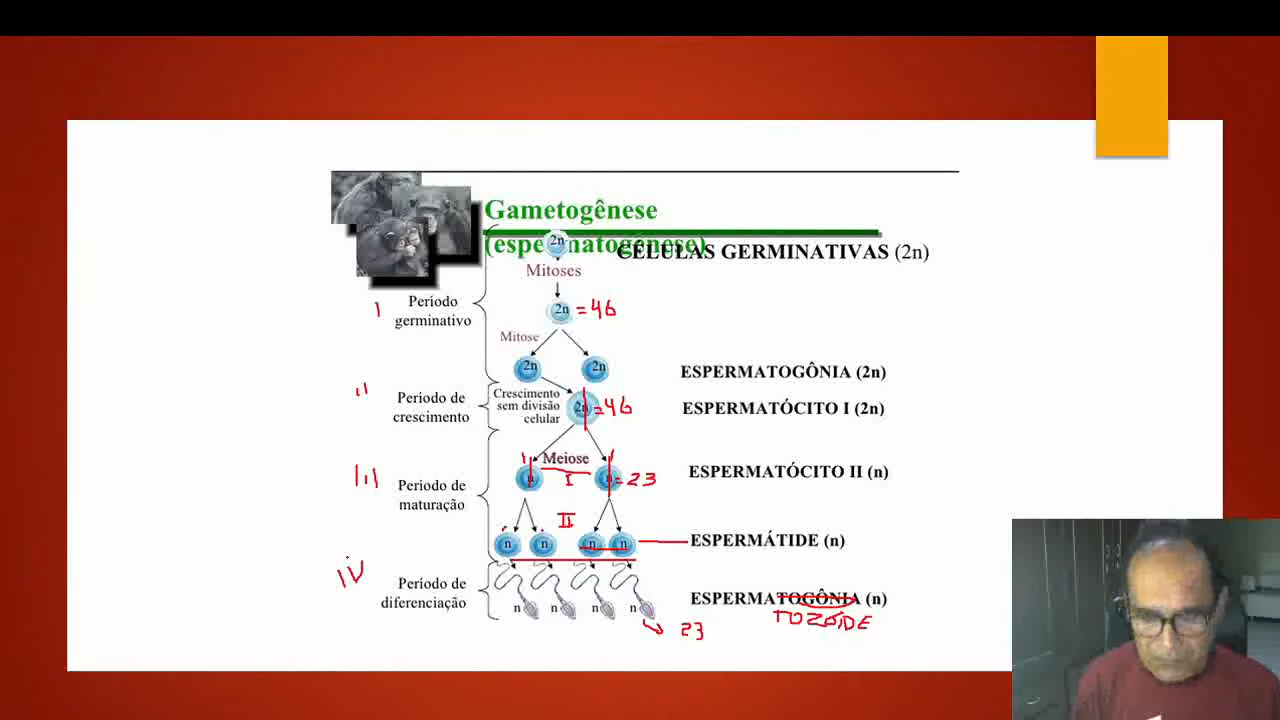 Gametogênese
(espermatogênese)
2n
CÉLULAS GERMINATIVAS (2n)
Mitoses
I Período
germinativo
2n = 46
Mitose
2n 2n
ESPERMATOGÔNIA (2n)
II Período de
crescimento
Crescimento
sem divisão
celular
2n = 46
ESPERMATÓCITO I (2n)
III Período de
maturação
Meiose
I
n n = 23
ESPERMATÓCITO II (n)
II
n n n n
ESPERMÁTIDE (n)
IV Período de
diferenciação
n n n n
ESPERMATOGÔNIA (n)
TOZOIDE
23